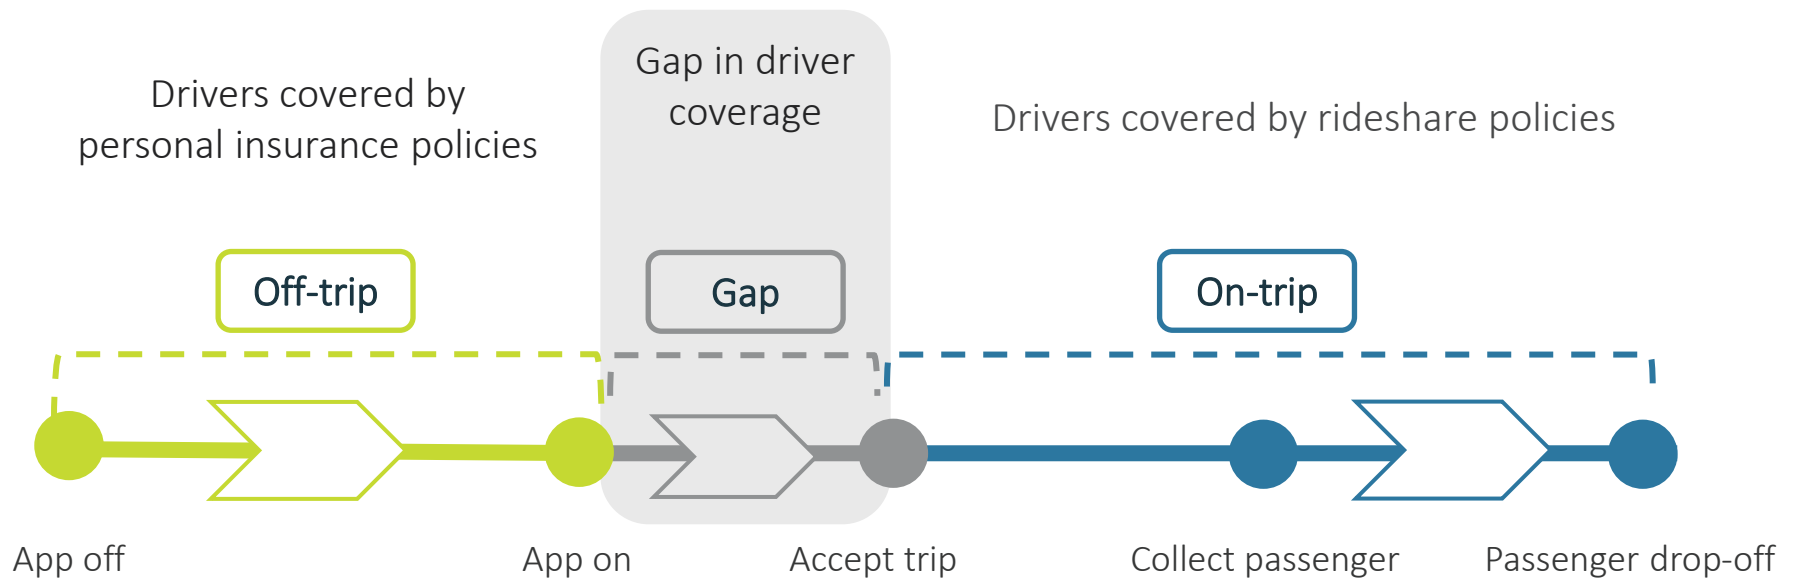 Drivers covered by
personal insurance policies
Gap in driver
coverage
Drivers covered by rideshare policies
Off-trip
Gap
On-trip
App off
App on
Accept trip
Collect passenger
Passenger drop-off